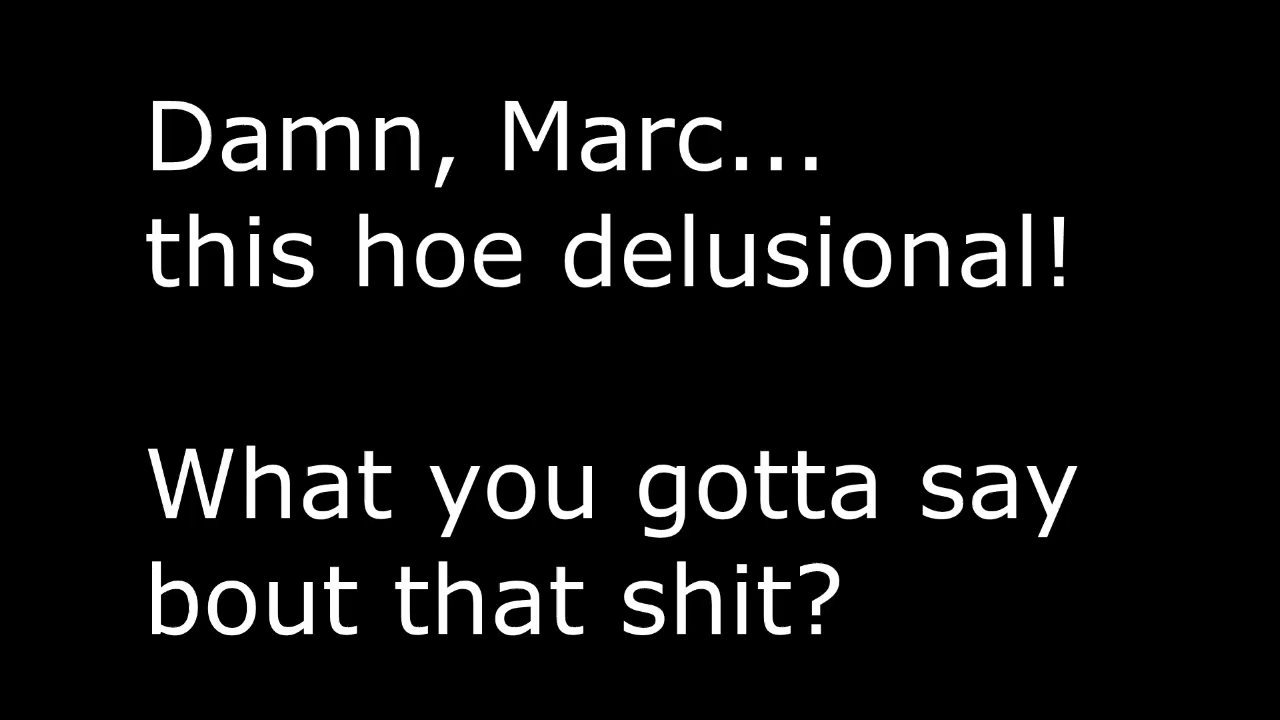 Damn, Marc...
this hoe delusional!
What you gotta say
bout that shit?